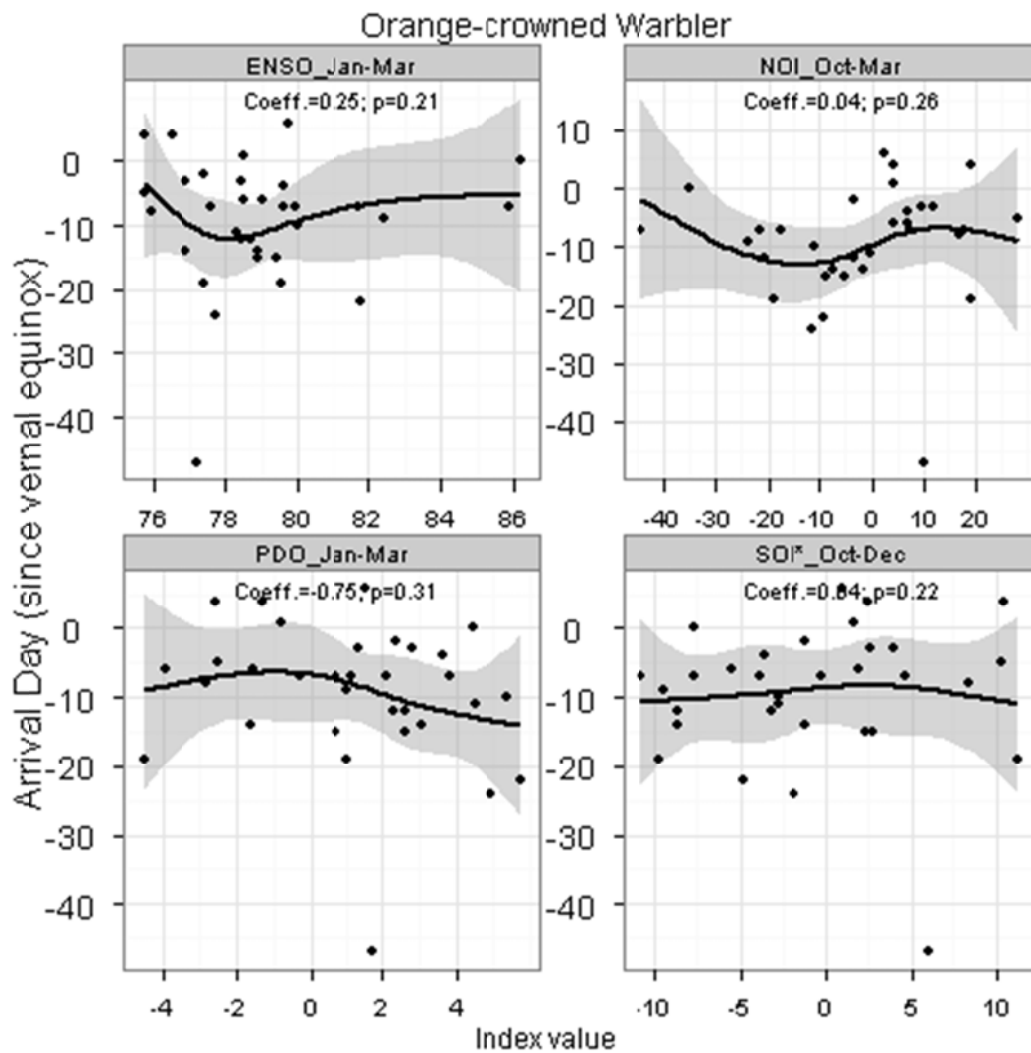 Orange-crowned Warbler
ENSO_Jan-Mar
NOI_Oct-Mar
Coeff.=0.25; p=0.21
Coeff.=0.04; p=0.26
0
-10
-20
-30
-40
10
0
-10
-20
-30
-40
76 78 80 82 84 86
-40 -30 -20 -10 0 10 20
PDO_Jan-Mar
SOI*_Oct-Dec
Coeff.=-0.75; p=0.31
p=0.22
0
-10
-20
-30
-40
0
-10
-20
-30
-40
-4 -2 0 2 4
-10 -5 0 5 10
Arrival Day (since vernal equinox)
Index value